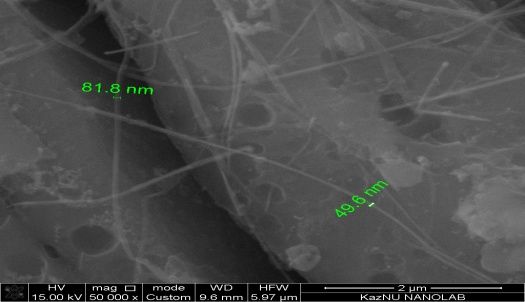 81.8 nm
49.6 nm
HV mag mode WD HFW 2 µm
15.00 kV 50 000 x Custom 9.6 mm 5.97 µm KazNU NANOLAB